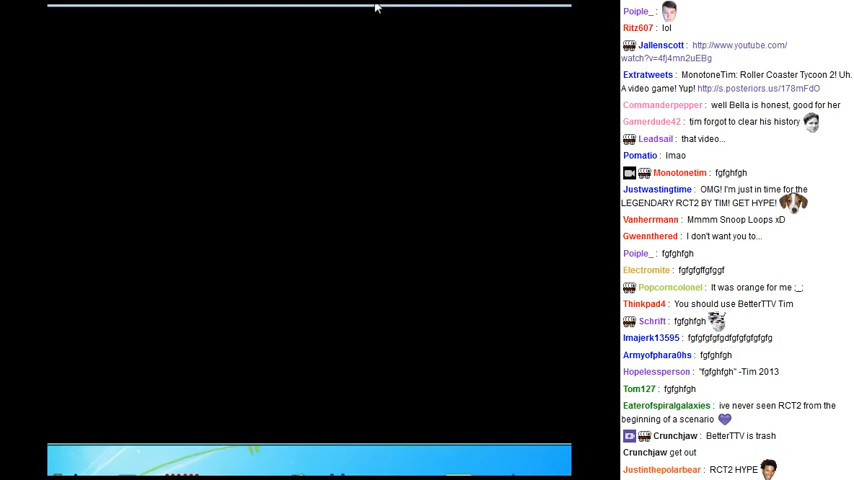 Poiple_ :
Ritz607 : lol
Jallenscott : http://www.youtube.com/
watch?v=4fj4mn2uEBg
Extratweets : MonotoneTim: Roller Coaster Tycoon 2! Uh.
A video game! Yup! http://s.posteriors.us/178mFdO
Commanderpepper : well Bella is honest, good for her
Gamerdude42 : tim forgot to clear his history
Leadsail : that video...
Pomatio : lmao
Monotonetim : fgfghfgh
Justwastingtime : OMG! I'm just in time for the
LEGENDARY RCT2 BY TIM! GET HYPE!
Vanherrmann : Mmmm Snoop Loops xD
Gwennthered : I don't want you to...
Poiple_ : fgfghfgh
Electromite : fgfgfgffgfggf
Popcorncolonel : It was orange for me :_;
Thinkpad4 : You should use BetterTTV Tim
Schrift : fgfghfgh
Imajerk13595 : fgfgfgfgfgdfgfgfgfgfgfg
Armyofphara0hs : fgfghfgh
Hopelessperson : "fgfghfgh" -Tim 2013
Tom127 : fgfghfgh
Eaterofspiralgalaxies : ive never seen RCT2 from the
beginning of a scenario
Crunchjaw : BetterTTV is trash
Crunchjaw get out
Justinthepolarbear : RCT2 HYPE